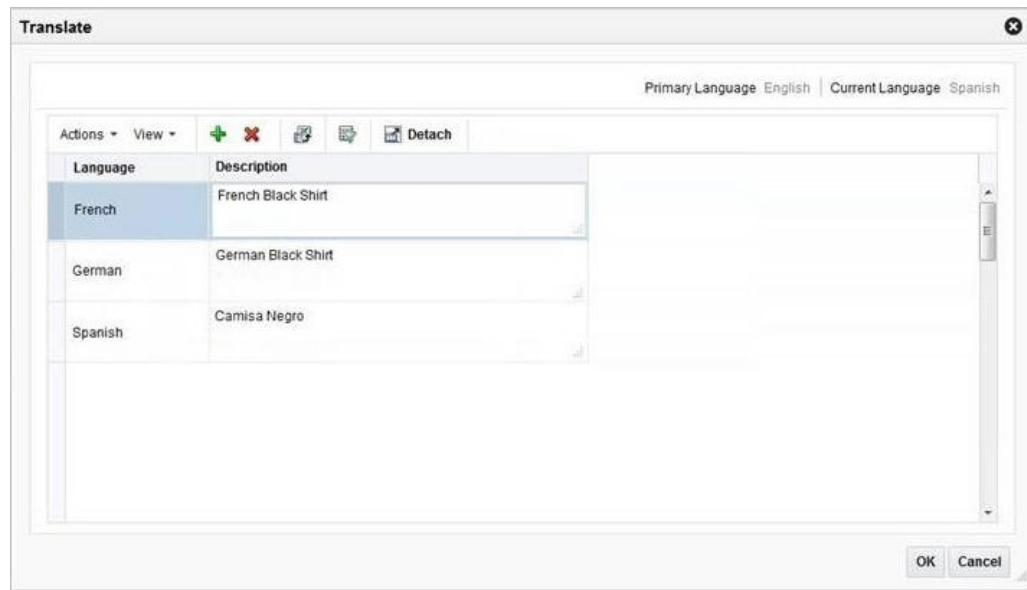 Translate
Primary Language English Current Language Spanish
Actions View Detach
Language Description
French French Black Shirt
German German Black Shirt
Spanish Camisa Negro
OK Cancel